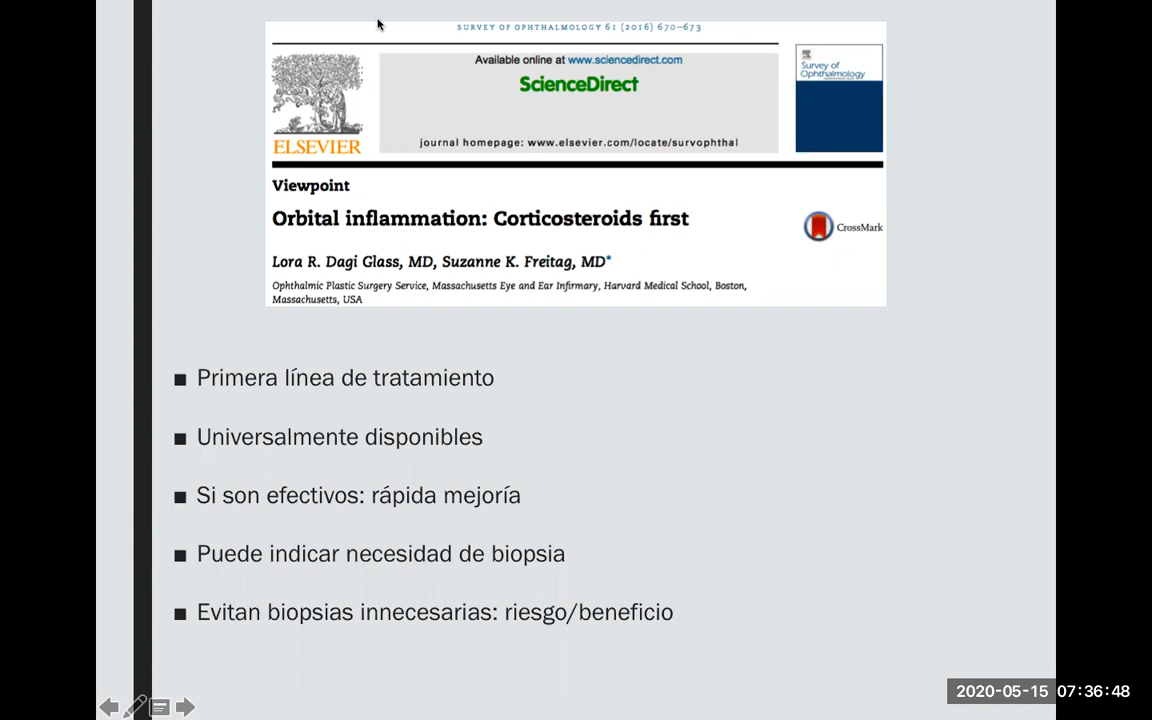 SURVEY OF OPHTHALMOLOGY 61 (2016) 670–673
Available online at www.sciencedirect.com
ScienceDirect
journal homepage: www.elsevier.com/locate/survophthal
ELSEVIER
Survey of
Ophthalmology
Viewpoint
Orbital inflammation: Corticosteroids first
CrossMark
Lora R. Dagi Glass, MD, Suzanne K. Freitag, MD*
Ophthalmic Plastic Surgery Service, Massachusetts Eye and Ear Infirmary, Harvard Medical School, Boston,
Massachusetts, USA
■ Primera línea de tratamiento
■ Universalmente disponibles
■ Si son efectivos: rápida mejoría
■ Puede indicar necesidad de biopsia
■ Evitan biopsias innecesarias: riesgo/beneficio
2020-05-15 07:36:48